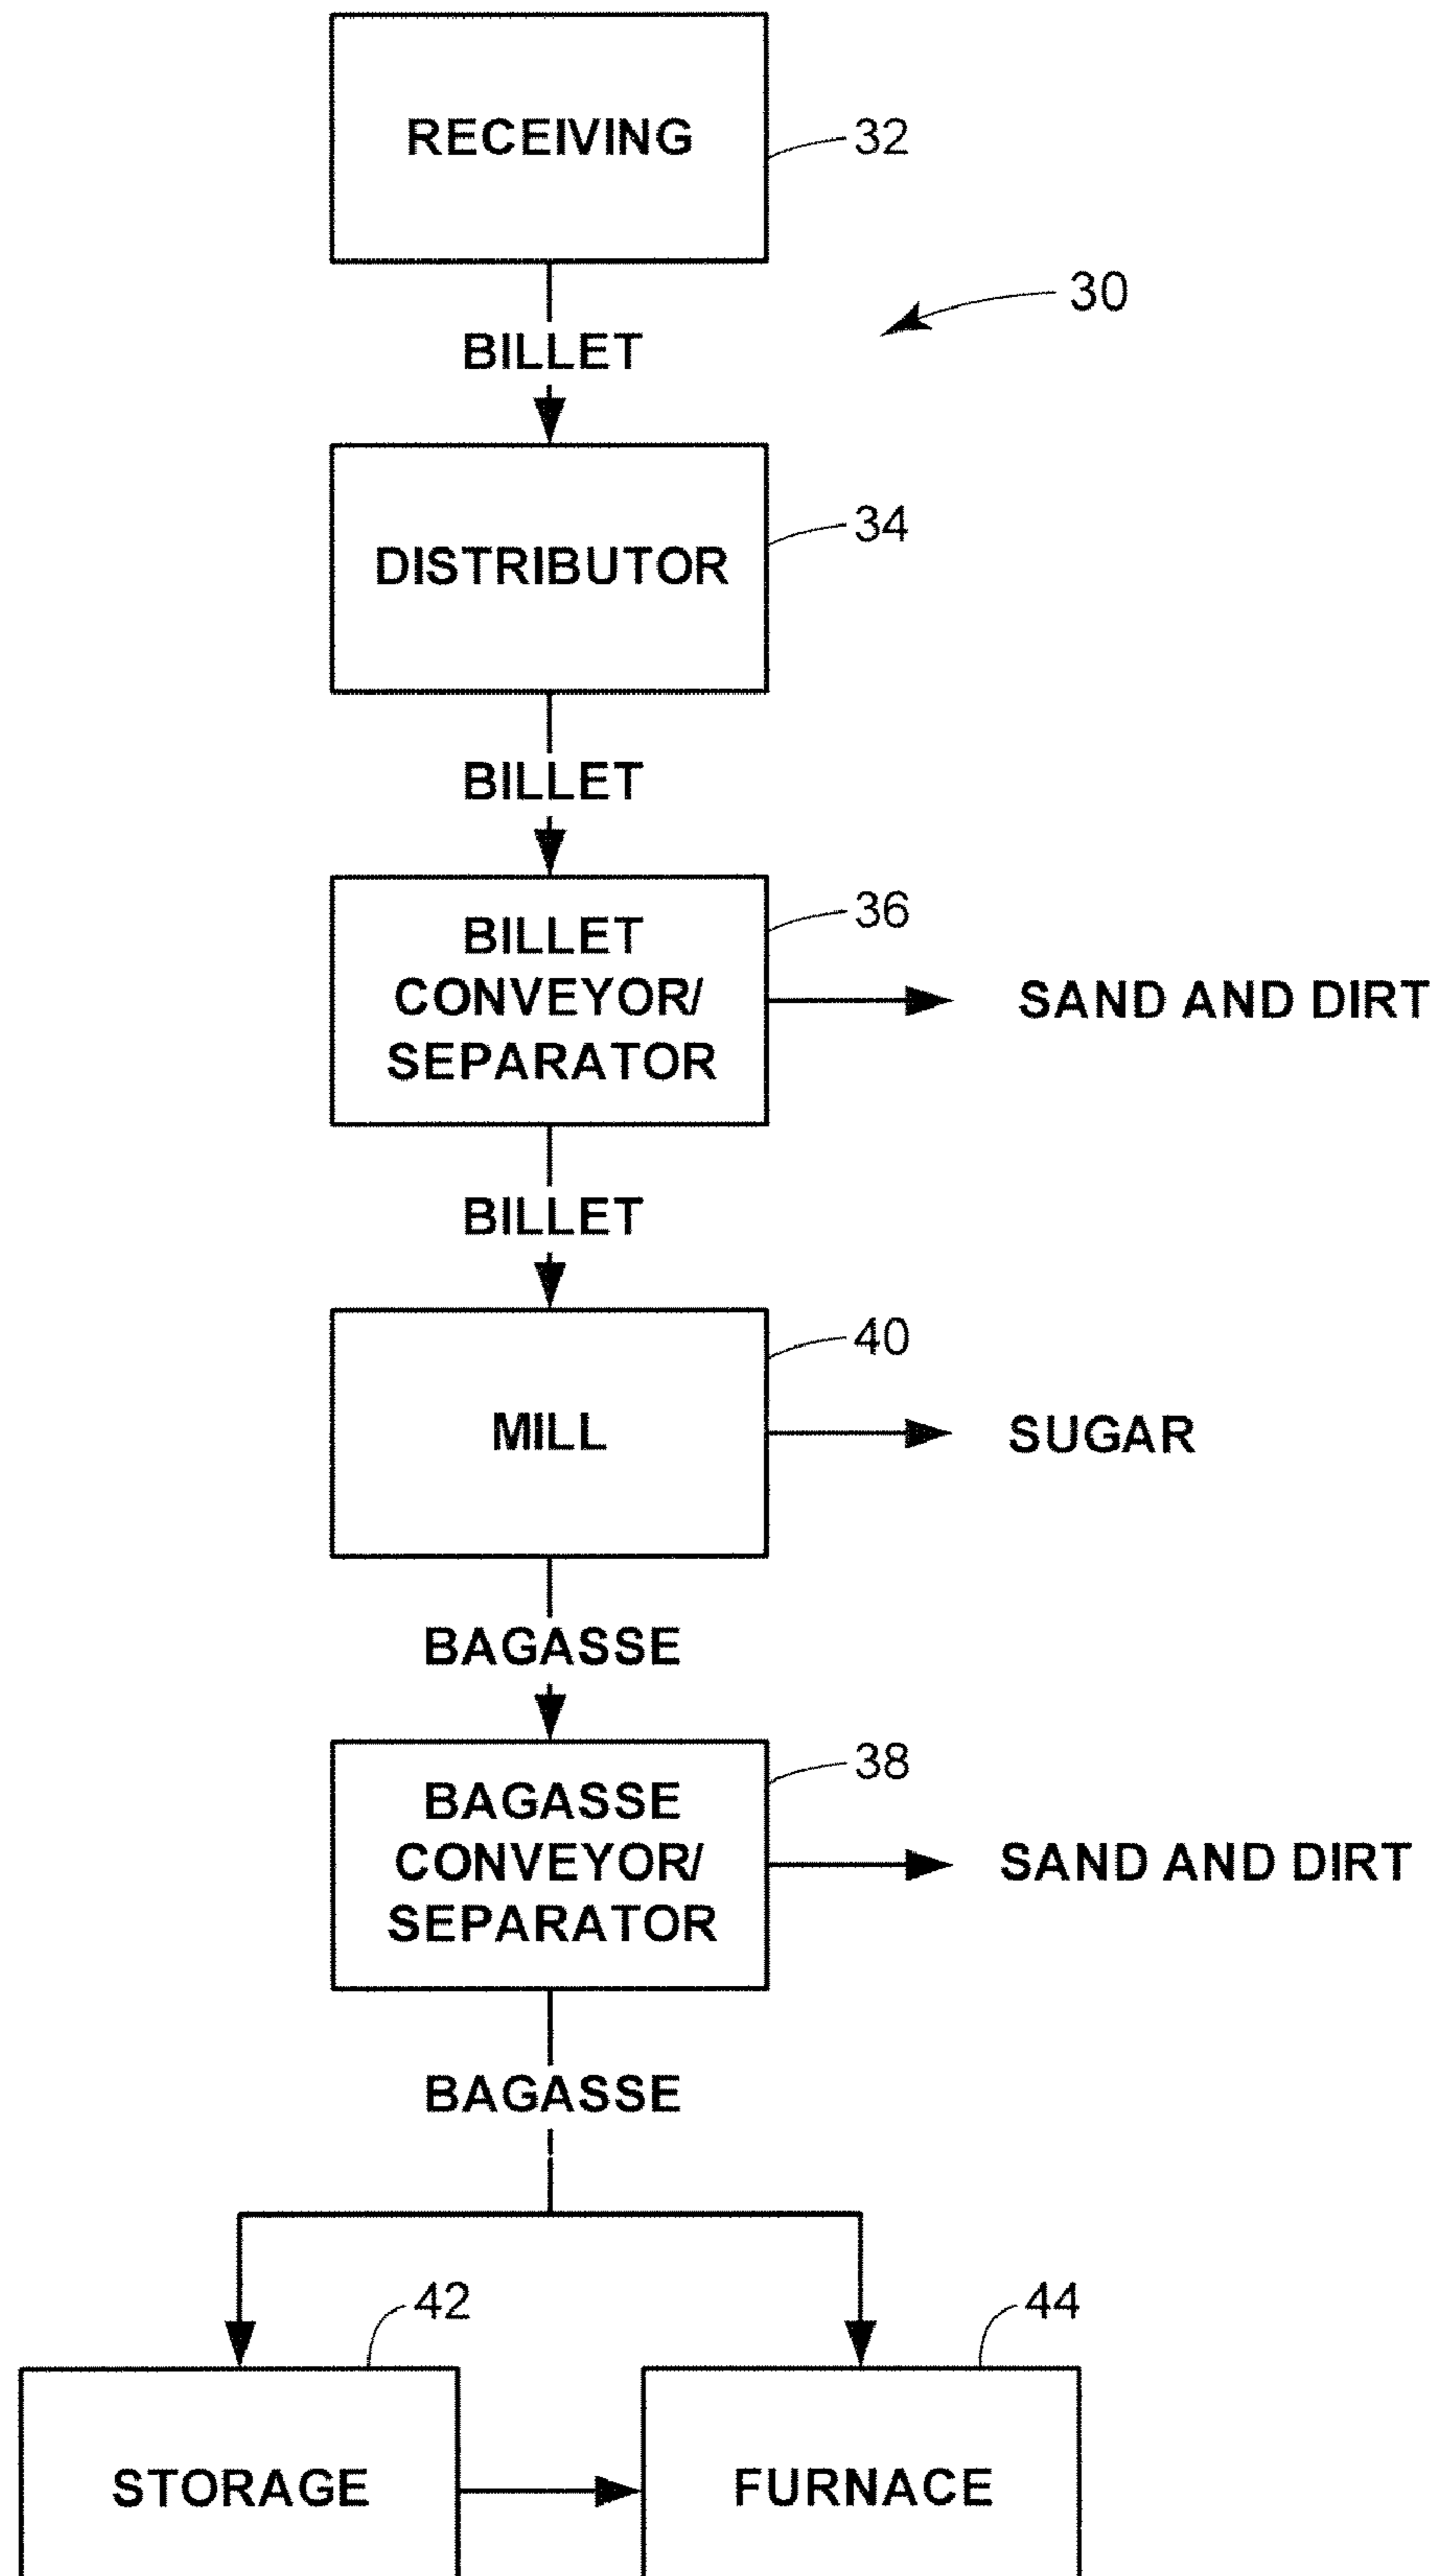 RECEIVING
32
30
BILLET
DISTRIBUTOR
34
BILLET
BILLET
CONVEYOR/
SEPARATOR
36
SAND AND DIRT
BILLET
MILL
40
SUGAR
BAGASSE
BAGASSE
CONVEYOR/
SEPARATOR
38
SAND AND DIRT
BAGASSE
42
44
STORAGE
FURNACE